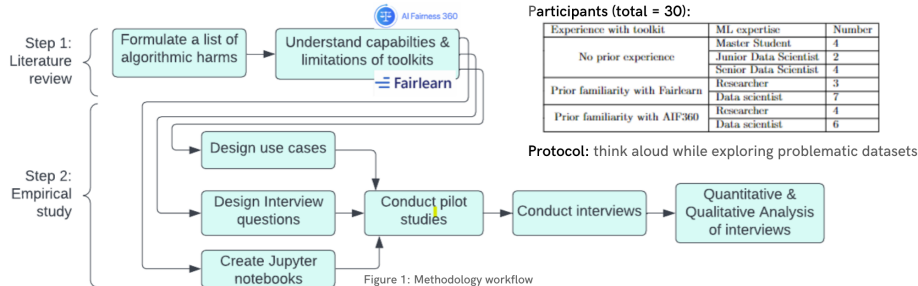 AI Fairness 360
Step 1:
Literature
review
Formulate a list of
algorithmic harms
Understand capabilties &
limitations of toolkits
Fairlearn
Participants (total = 30):
Experience with toolkit ML expertise Number
No prior experience
Master Student 4
Junior Data Scientist 2
Senior Data Scientist 4
Prior familiarity with Fairlearn
Researcher 3
Data scientist 7
Prior familiarity with AIF360
Researcher 4
Data scientist 6
Protocol: think aloud while exploring problematic datasets
Step 2:
Empirical
study
Design use cases
Design Interview
questions
Create Jupyter
notebooks
Conduct pilot
studies
Conduct interviews
Quantitative &
Qualitative Analysis
of interviews
Figure 1: Methodology workflow